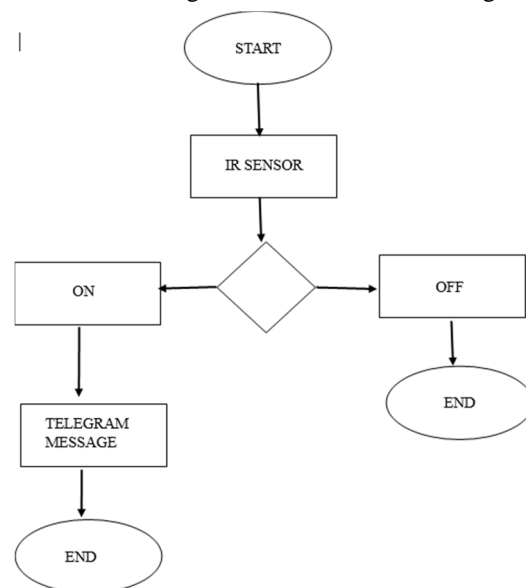 START
IR SENSOR
ON
OFF
TELEGRAM
MESSAGE
END
END